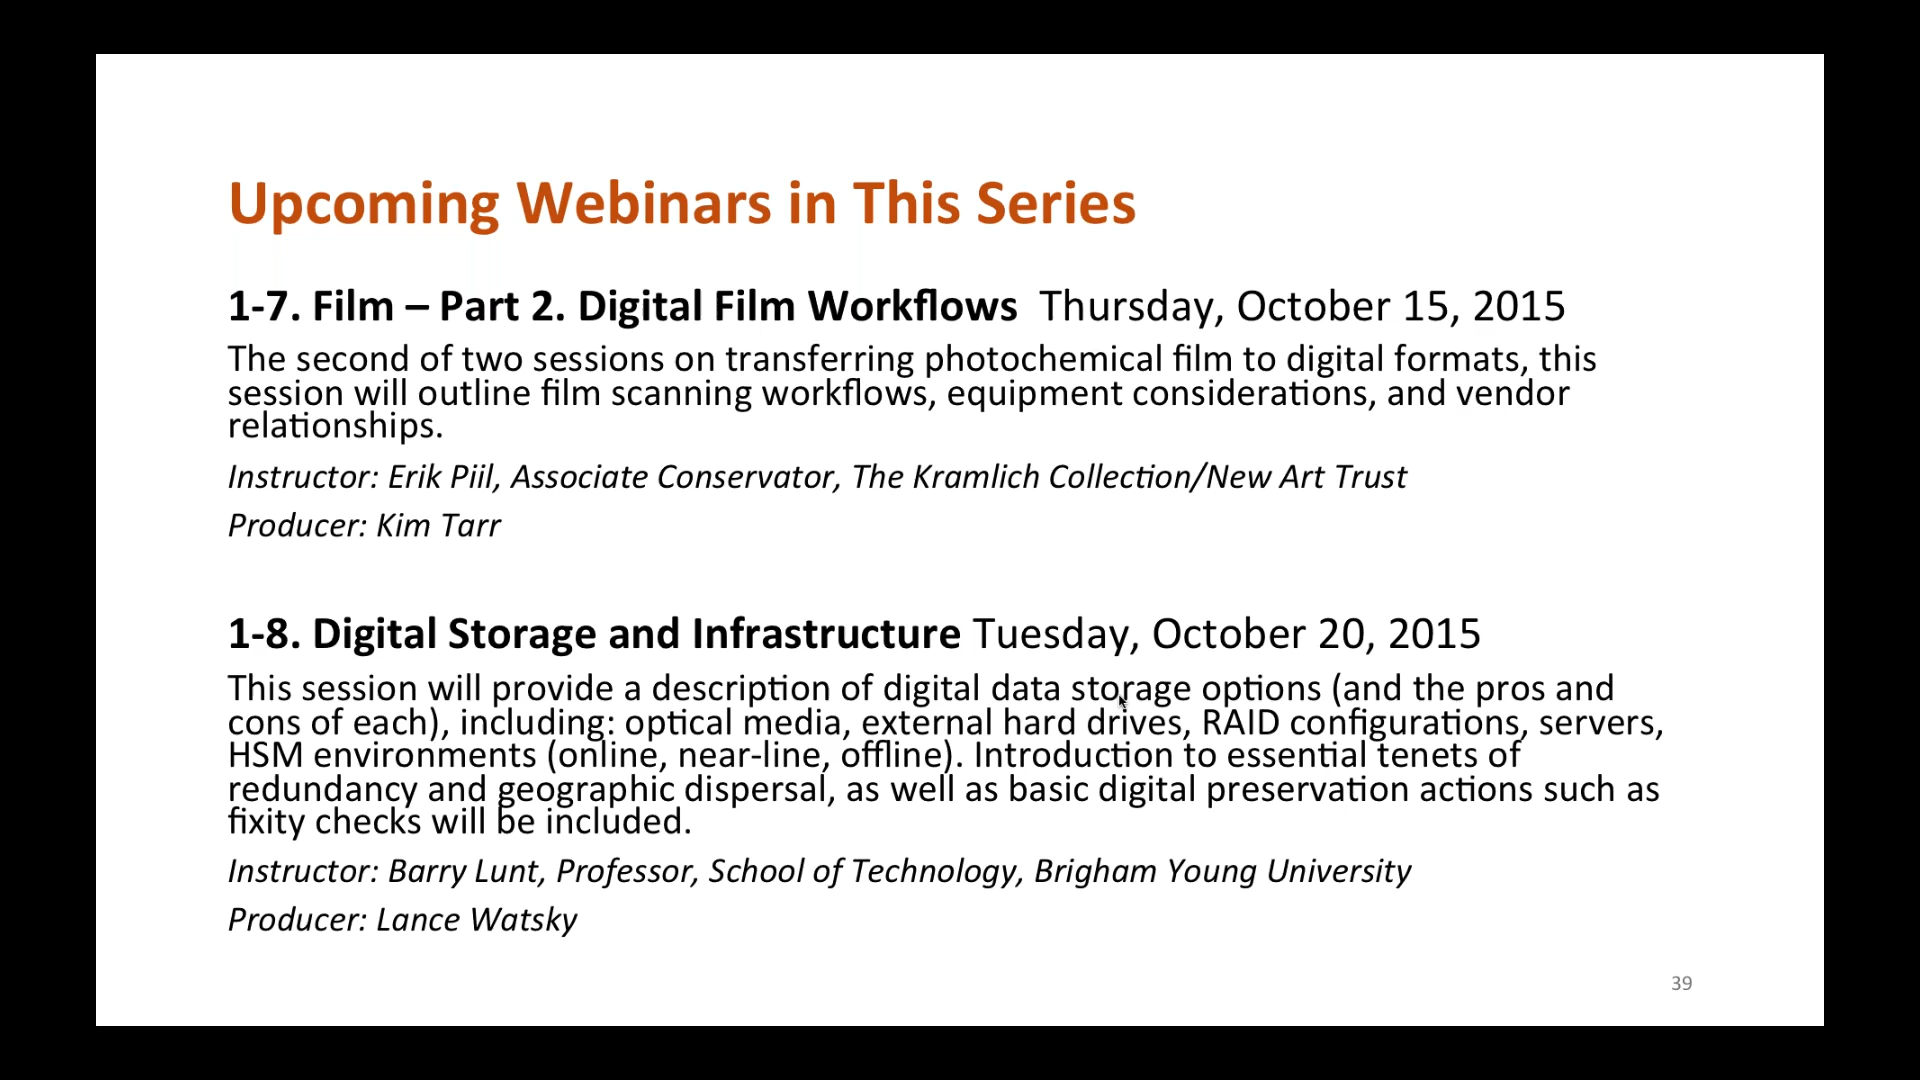 Upcoming Webinars in This Series
1-7. Film – Part 2. Digital Film Workflows  Thursday, October 15, 2015
The second of two sessions on transferring photochemical film to digital formats, this
session will outline film scanning workflows, equipment considerations, and vendor
relationships.
Instructor: Erik Piil, Associate Conservator, The Kramlich Collection/New Art Trust
Producer: Kim Tarr
1-8. Digital Storage and Infrastructure Tuesday, October 20, 2015
This session will provide a description of digital data storage options (and the pros and
cons of each), including: optical media, external hard drives, RAID configurations, servers,
HSM environments (online, near-line, offline). Introduction to essential tenets of
redundancy and geographic dispersal, as well as basic digital preservation actions such as
fixity checks will be included.
Instructor: Barry Lunt, Professor, School of Technology, Brigham Young University
Producer: Lance Watsky
39